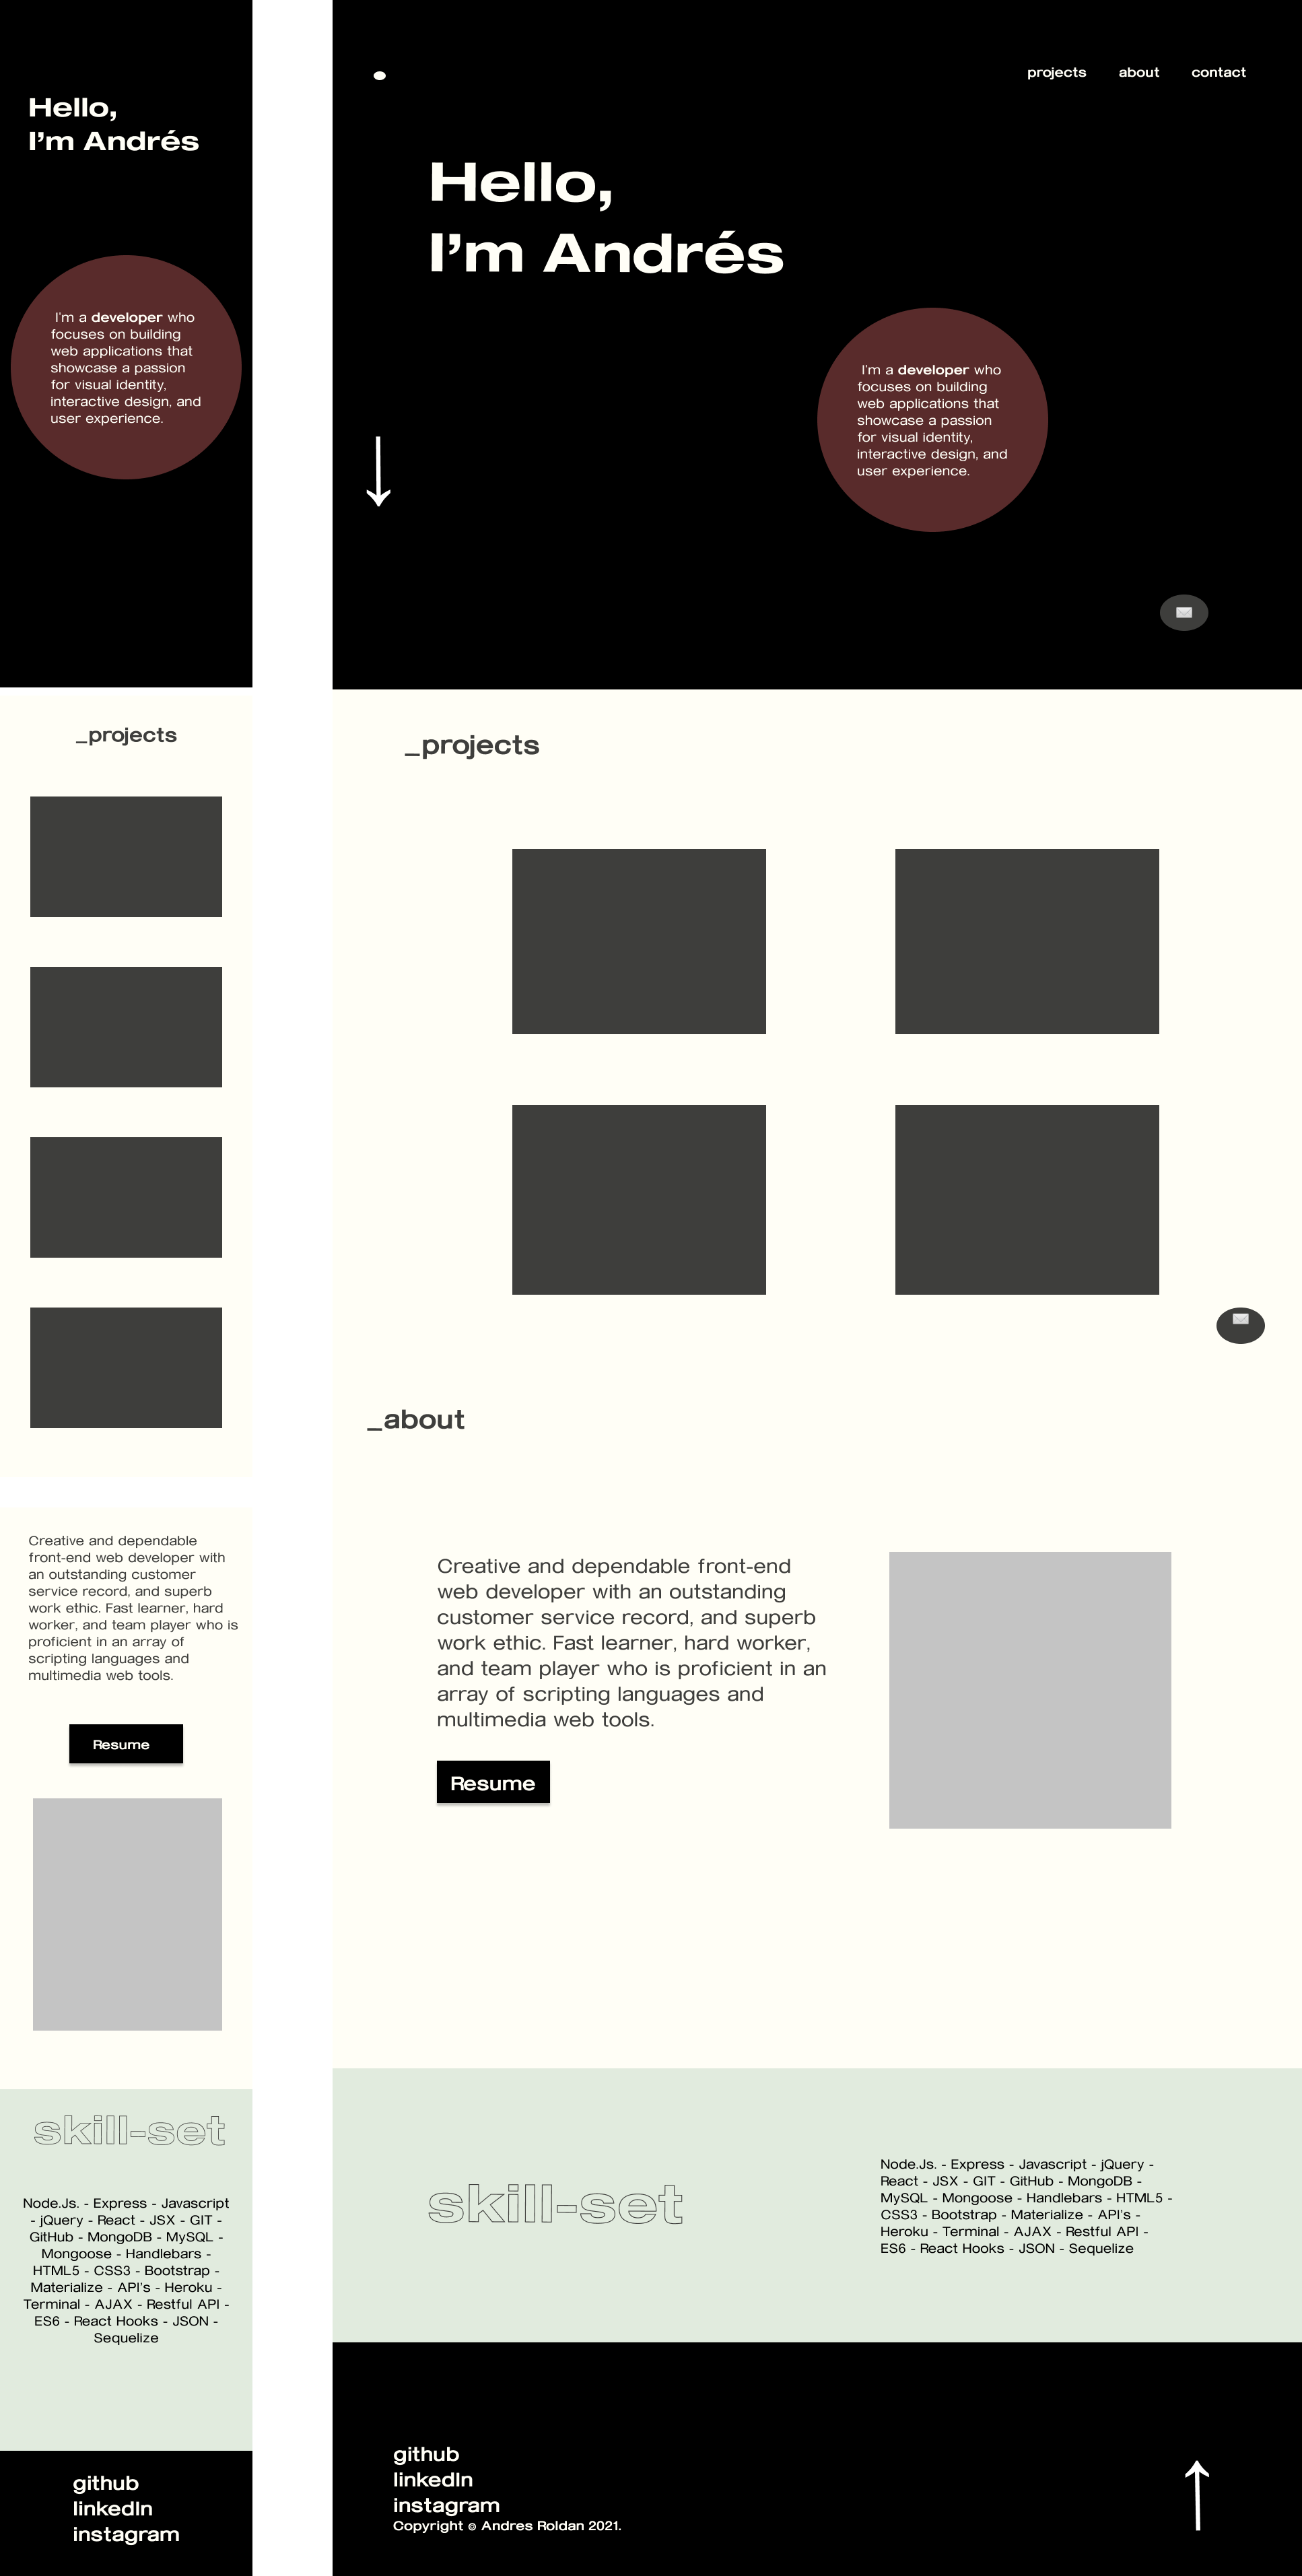 Hello,
I'm Andrés
I'm a developer who
focuses on building
web applications that
showcase a passion
for visual identity,
interactive design, and
user experience.
_projects
Creative and dependable
front-end web developer with
an outstanding customer
service record, and superb
work ethic. Fast learner, hard
worker, and team player who is
proficient in an array of
scripting languages and
multimedia web tools.
Resume
skill-set
Node.Js. - Express - Javascript
- jQuery - React - JSX - GIT -
GitHub - MongoDB - MySQL -
Mongoose - Handlebars -
HTML5 - CSS3 - Bootstrap -
Materialize - API's - Heroku -
Terminal - AJAX - Restful API -
ES6 - React Hooks - JSON -
Sequelize
github
linkedIn
instagram
projects about contact
Hello,
I'm Andrés
I'm a developer who
focuses on building
web applications that
showcase a passion
for visual identity,
interactive design, and
user experience.
_projects
_about
Creative and dependable front-end
web developer with an outstanding
customer service record, and superb
work ethic. Fast learner, hard worker,
and team player who is proficient in an
array of scripting languages and
multimedia web tools.
Resume
skill-set
Node.Js. - Express - Javascript - jQuery -
React - JSX - GIT - GitHub - MongoDB -
MySQL - Mongoose - Handlebars - HTML5 -
CSS3 - Bootstrap - Materialize - API's -
Heroku - Terminal - AJAX - Restful API -
ES6 - React Hooks - JSON - Sequelize
github
linkedIn
instagram
Copyright © Andres Roldan 2021.